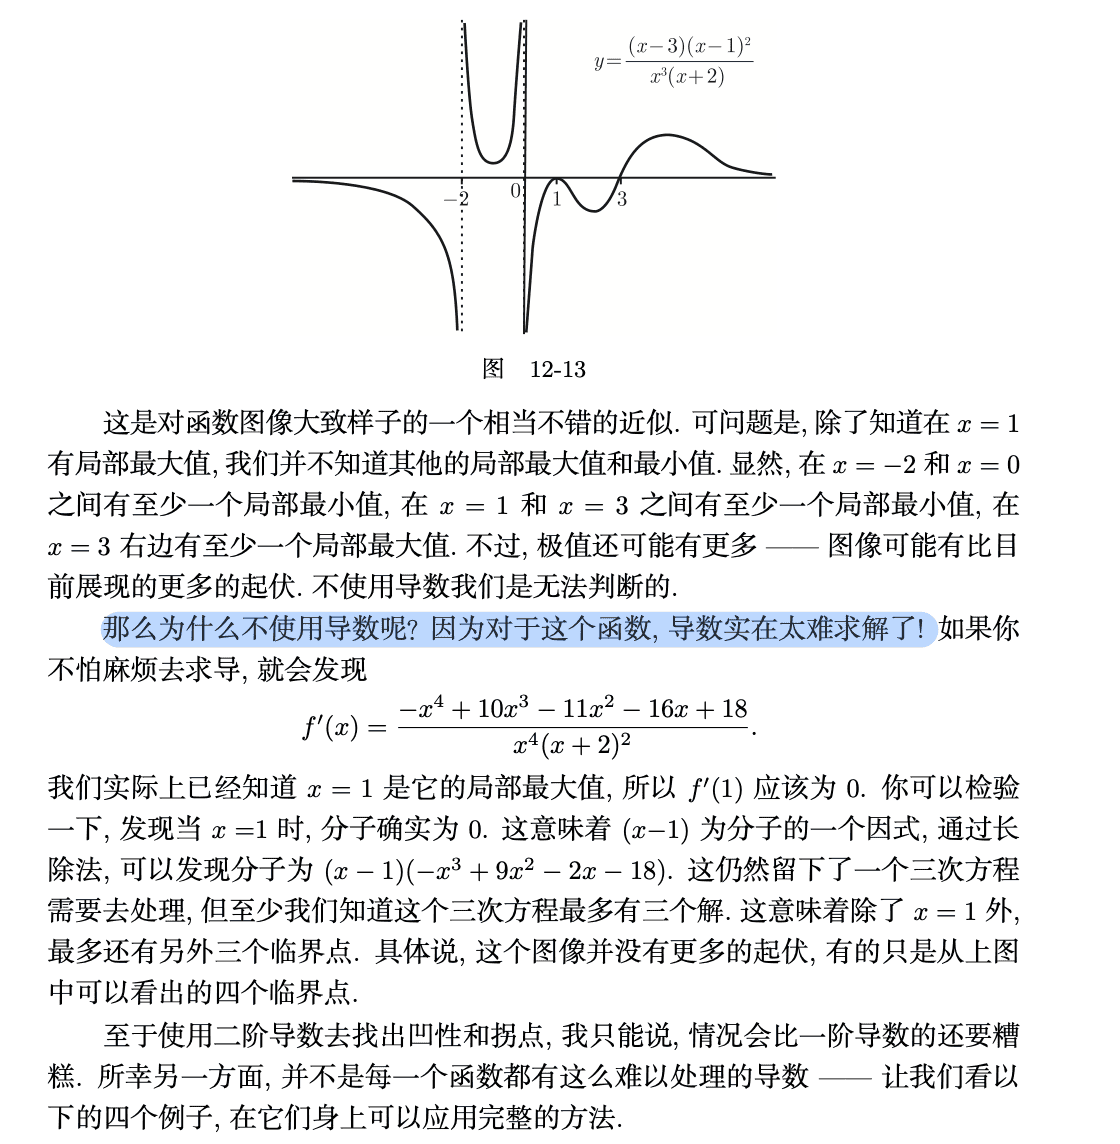 y=(x−3)(x−1)²/x³(x+2)
−2 0 1 3
图 12-13
这是对函数图像大致样子的一个相当不错的近似. 可问题是, 除了知道在 x = 1
有局部最大值, 我们并不知道其他的局部最大值和最小值. 显然, 在 x = −2 和 x = 0
之间有至少一个局部最小值, 在 x = 1 和 x = 3 之间有至少一个局部最小值, 在
x = 3 右边有至少一个局部最大值. 不过, 极值还可能有更多 —— 图像可能有比目
前展现的更多的起伏. 不使用导数我们是无法判断的.
那么为什么不使用导数呢? 因为对于这个函数, 导数实在太难求解了! 如果你
不怕麻烦去求导, 就会发现
f′(x) = (−x⁴ + 10x³ − 11x² − 16x + 18)/x⁴(x + 2)².
我们实际上已经知道 x = 1 是它的局部最大值, 所以 f′(1) 应该为 0. 你可以检验
一下, 发现当 x =1 时, 分子确实为 0. 这意味着 (x−1) 为分子的一个因式, 通过长
除法, 可以发现分子为 (x − 1)(−x³ + 9x² − 2x − 18). 这仍然留下了一个三次方程
需要去处理, 但至少我们知道这个三次方程最多有三个解. 这意味着除了 x = 1 外,
最多还有另外三个临界点. 具体说, 这个图像并没有更多的起伏, 有的只是从上图
中可以看出的四个临界点.
至于使用二阶导数去找出凹性和拐点, 我只能说, 情况会比一阶导数的还要糟
糕. 所幸另一方面, 并不是每一个函数都有这么难以处理的导数 —— 让我们看以
下的四个例子, 在它们身上可以应用完整的方法.